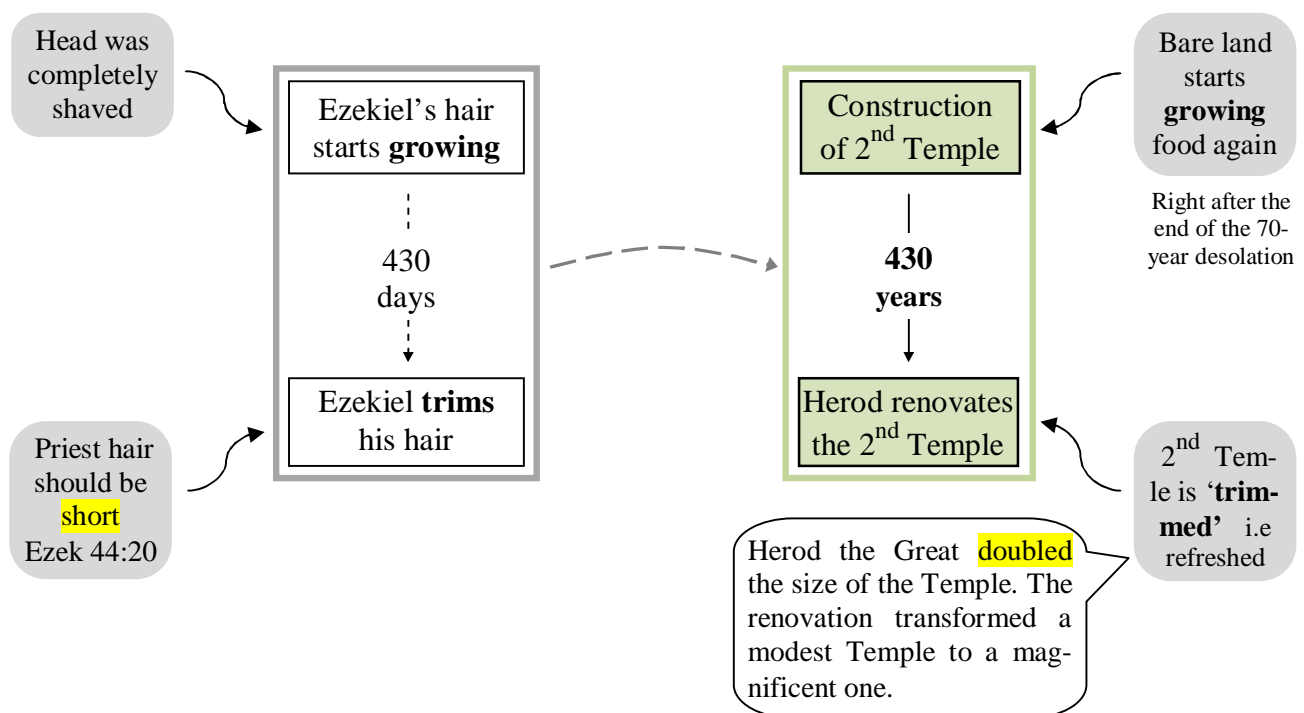 Head was
completely
shaved
Ezekiel’s hair
starts growing
430
days
Ezekiel trims
his hair
Priest hair
should be
short
Ezek 44:20
Construction
of 2nd Temple
430
years
Herod renovates
the 2nd Temple
Bare land
starts
growing
food again
Right after the
end of the 70-
year desolation
2nd Tem-
le is ‘trim-
med’ i.e
refreshed
Herod the Great doubled
the size of the Temple. The
renovation transformed a
modest Temple to a mag-
nificent one.